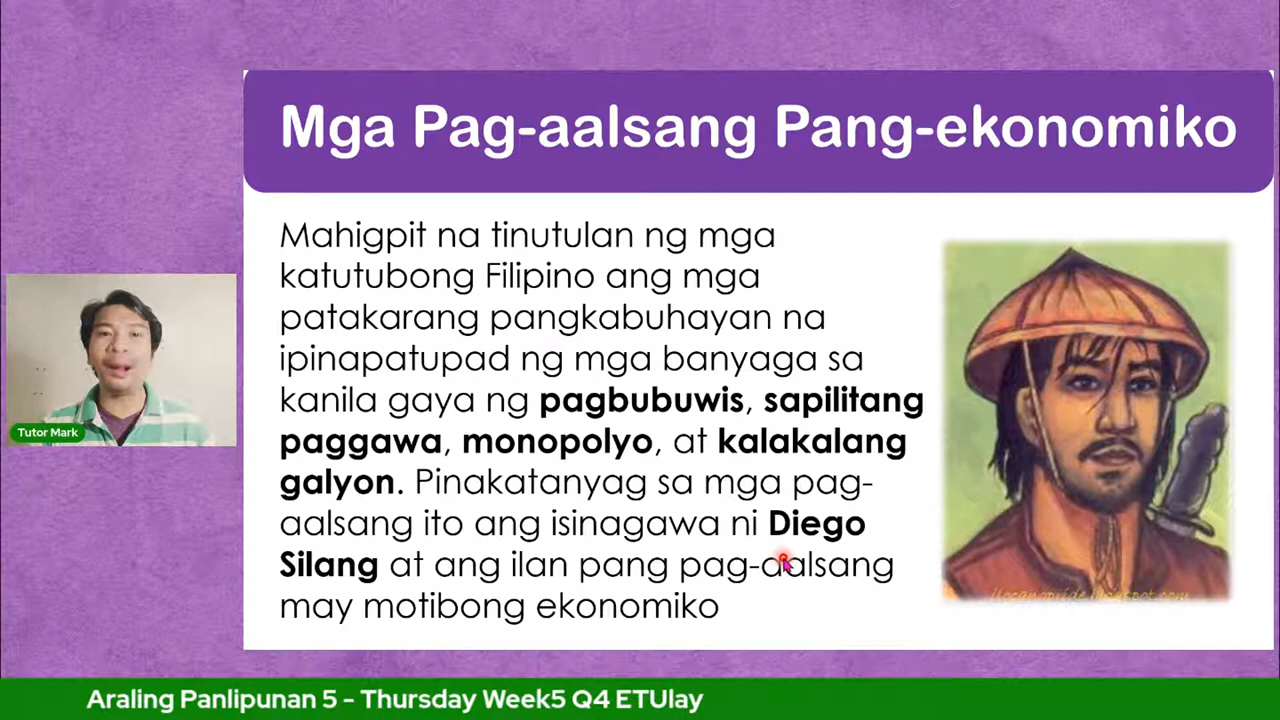 Mga Pag-aalsang Pang-ekonomiko
Mahigpit na tinutulan ng mga
katutubong Filipino ang mga
patakarang pangkabuhayan na
ipinapatupad ng mga banyaga sa
kanila gaya ng pagbubuwis, sapilitang
paggawa, monopolyo, at kalakalang
galyon. Pinakatanyag sa mga pag-
aalsang ito ang isinagawa ni Diego
Silang at ang ilan pang pag-aalsang
may motibong ekonomiko
Tutor Mark
Araling Panlipunan 5 - Thursday Week5 Q4 ETUlay